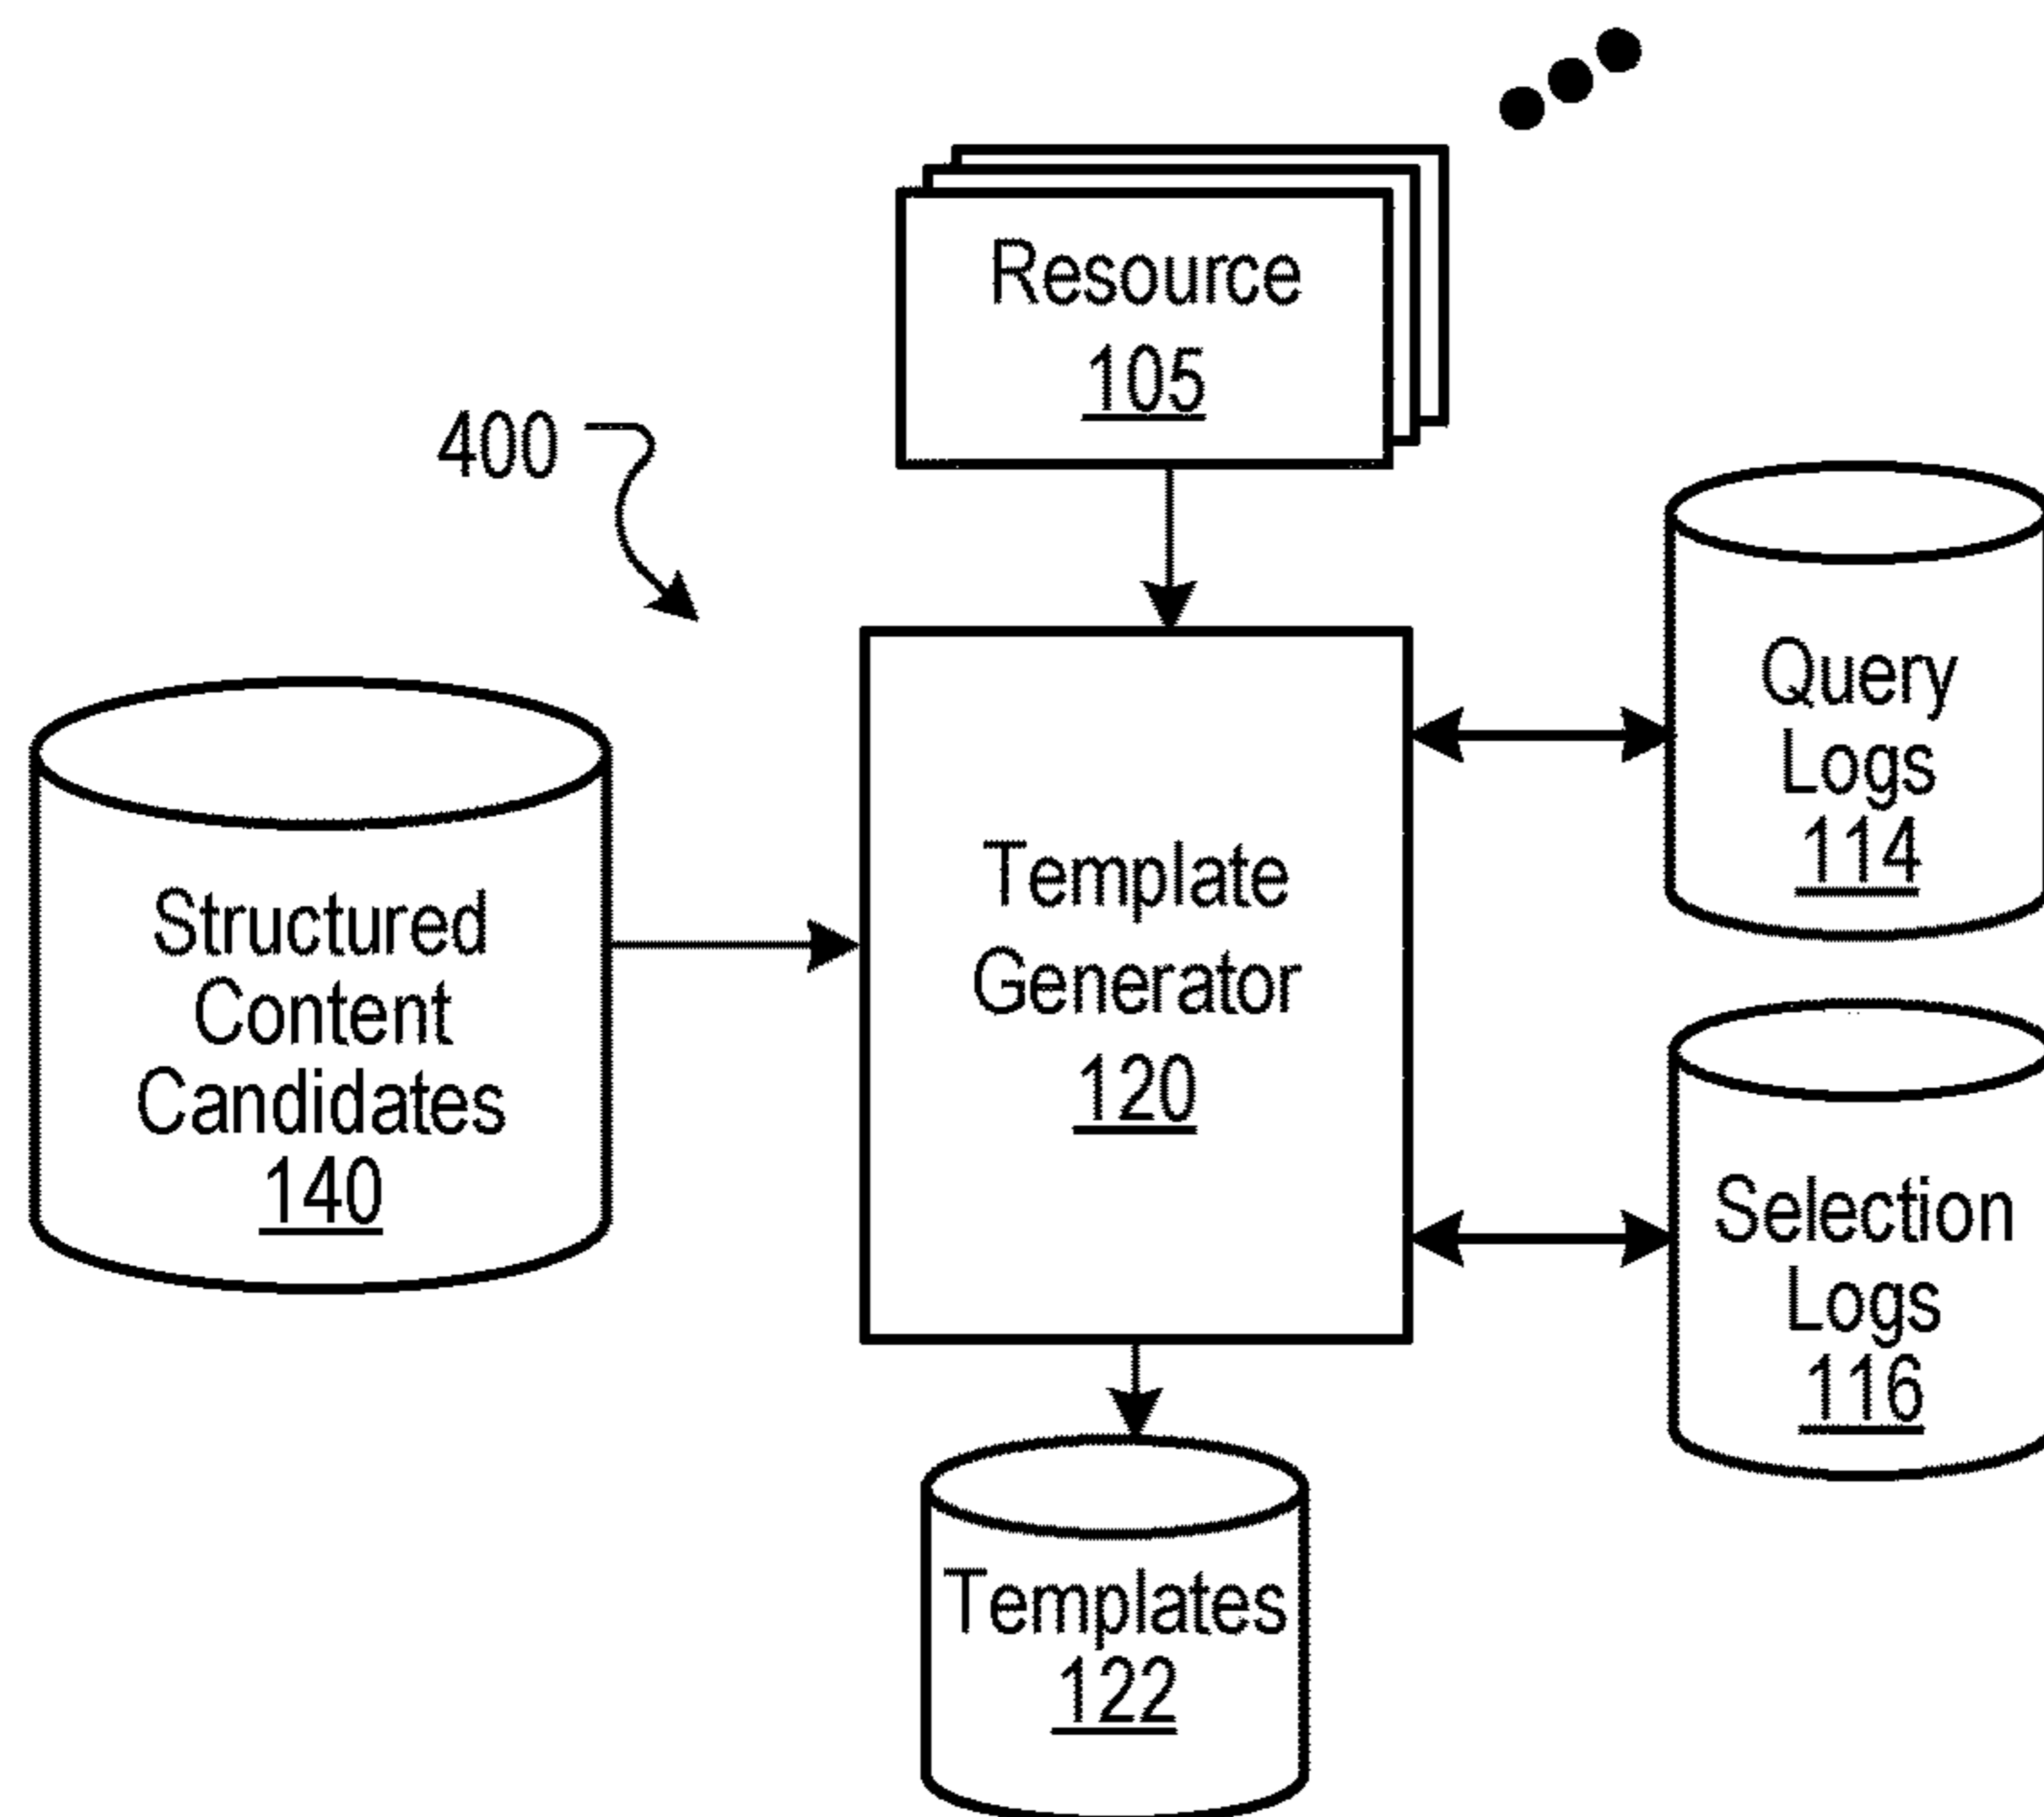 Resource
105
400
Query
Logs
114
Structured
Content
Candidates
140
Template
Generator
120
Selection
Logs
116
Templates
122